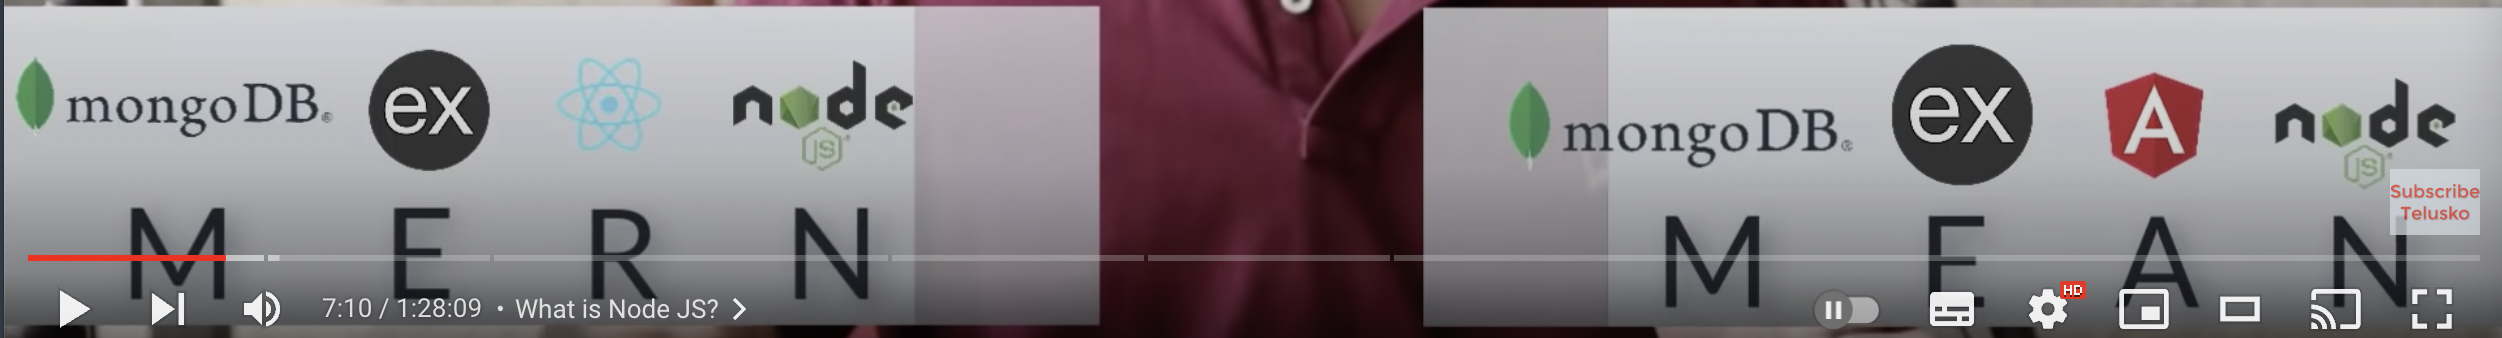 mongoDB®
ex
node
JS
mongoDB®
ex
A
node
JS
M E R N
M E A N
Subscribe
Telusko
7:10 / 1:28:09 • What is Node JS?
HD